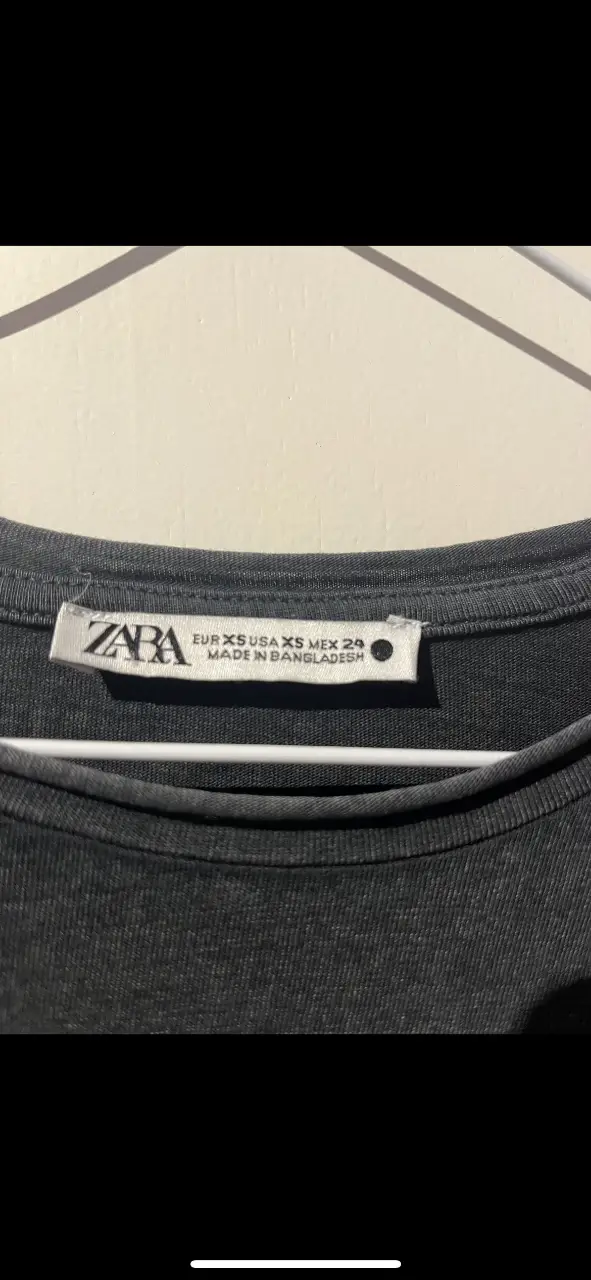 ZARA
EUR XS USA XS MEX 24
MADE IN BANGLADESH